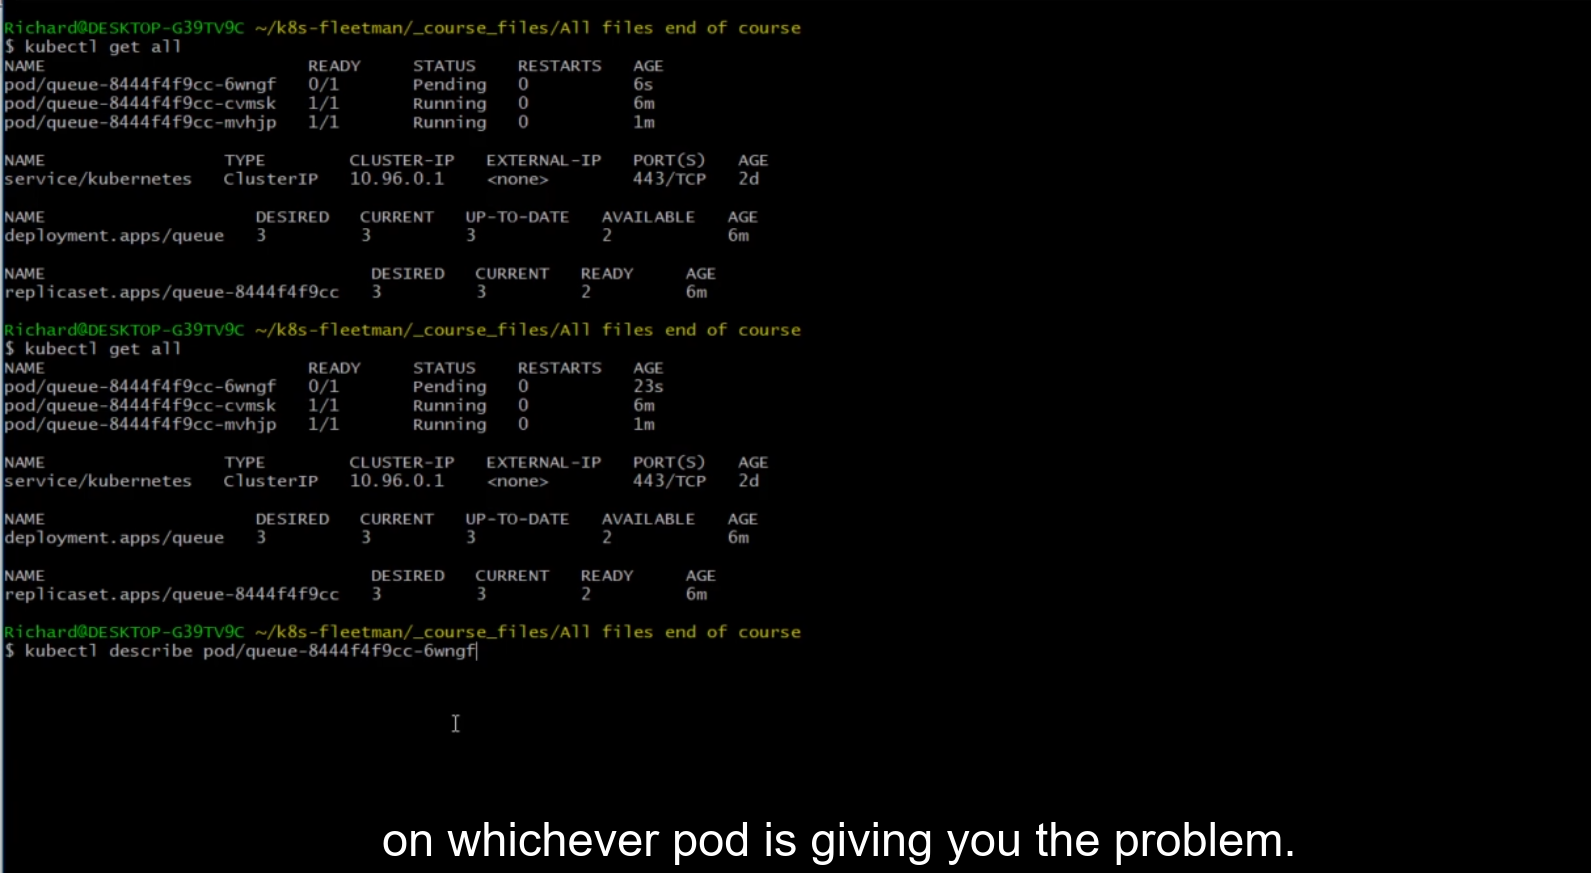 Richard@DESKTOP-G39TV9C ~/k8s-fleetman/_course_files/All files end of course
$ kubectl get all
NAME READY STATUS RESTARTS AGE
pod/queue-8444f4f9cc-6wngf 0/1 Pending 0 6s
pod/queue-8444f4f9cc-cvmsk 1/1 Running 0 6m
pod/queue-8444f4f9cc-mvhjp 1/1 Running 0 1m
NAME TYPE CLUSTER-IP EXTERNAL-IP PORT(S) AGE
service/kubernetes ClusterIP 10.96.0.1 <none> 443/TCP 2d
NAME DESIRED CURRENT UP-TO-DATE AVAILABLE AGE
deployment.apps/queue 3 3 3 2 6m
NAME DESIRED CURRENT READY AGE
replicaset.apps/queue-8444f4f9cc 3 3 2 6m
Richard@DESKTOP-G39TV9C ~/k8s-fleetman/_course_files/All files end of course
$ kubectl get all
NAME READY STATUS RESTARTS AGE
pod/queue-8444f4f9cc-6wngf 0/1 Pending 0 23s
pod/queue-8444f4f9cc-cvmsk 1/1 Running 0 6m
pod/queue-8444f4f9cc-mvhjp 1/1 Running 0 1m
NAME TYPE CLUSTER-IP EXTERNAL-IP PORT(S) AGE
service/kubernetes ClusterIP 10.96.0.1 <none> 443/TCP 2d
NAME DESIRED CURRENT UP-TO-DATE AVAILABLE AGE
deployment.apps/queue 3 3 3 2 6m
NAME DESIRED CURRENT READY AGE
replicaset.apps/queue-8444f4f9cc 3 3 2 6m
Richard@DESKTOP-G39TV9C ~/k8s-fleetman/_course_files/All files end of course
$ kubectl describe pod/queue-8444f4f9cc-6wngf
on whichever pod is giving you the problem.